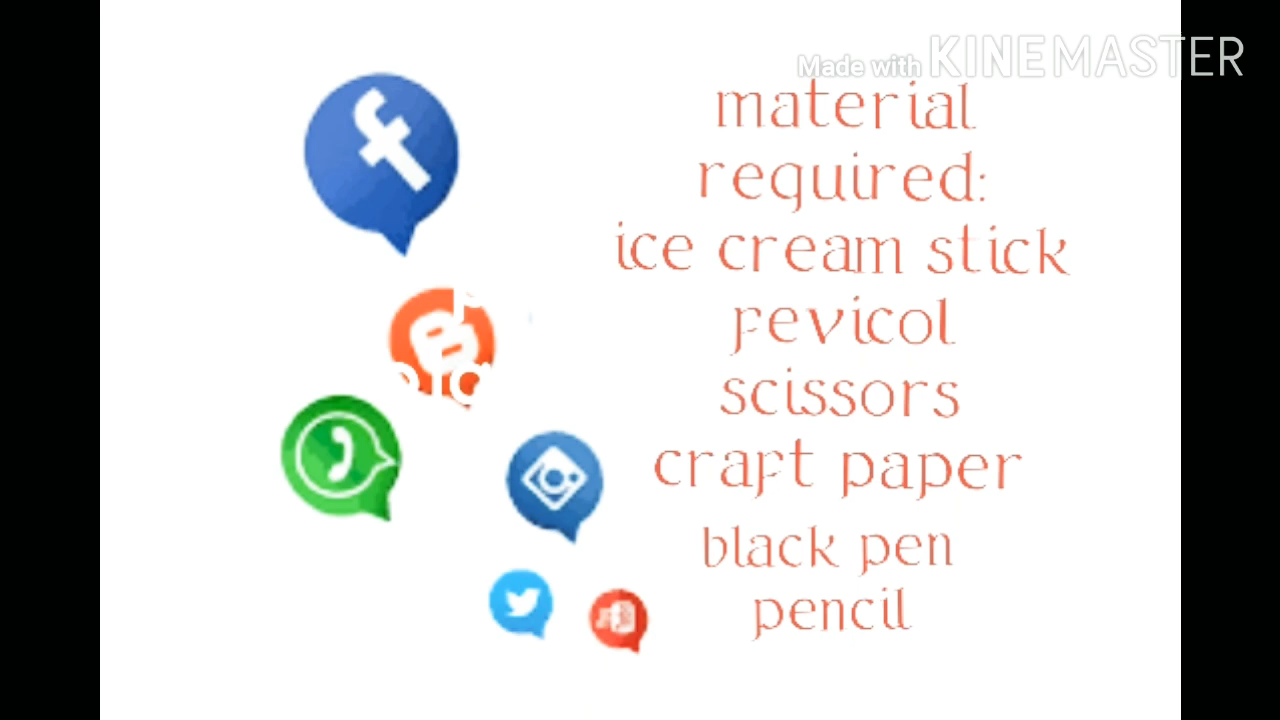 Made with KINEMASTER
material
required:
ice cream stick
fevicol
scissors
craft paper
black pen
pencil